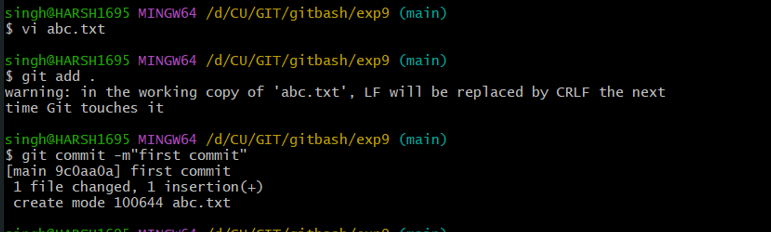 singh@HARSH1695 MINGW64 /d/CU/GIT/gitbash/exp9 (main)
$ vi abc.txt
singh@HARSH1695 MINGW64 /d/CU/GIT/gitbash/exp9 (main)
$ git add .
warning: in the working copy of 'abc.txt', LF will be replaced by CRLF the next
time Git touches it
singh@HARSH1695 MINGW64 /d/CU/GIT/gitbash/exp9 (main)
$ git commit -m"first commit"
[main 9c0aa0a] first commit
 1 file changed, 1 insertion(+)
 create mode 100644 abc.txt